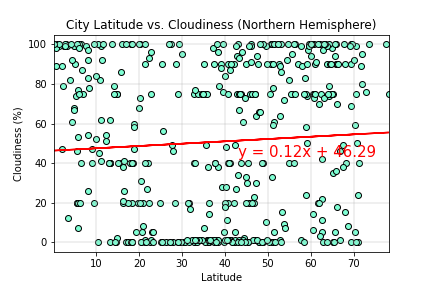 City Latitude vs. Cloudiness (Northern Hemisphere)
Cloudiness (%)
100
80
60
40
20
0
y = 0.12x + 46.29
10 20 30 40 50 60 70
Latitude